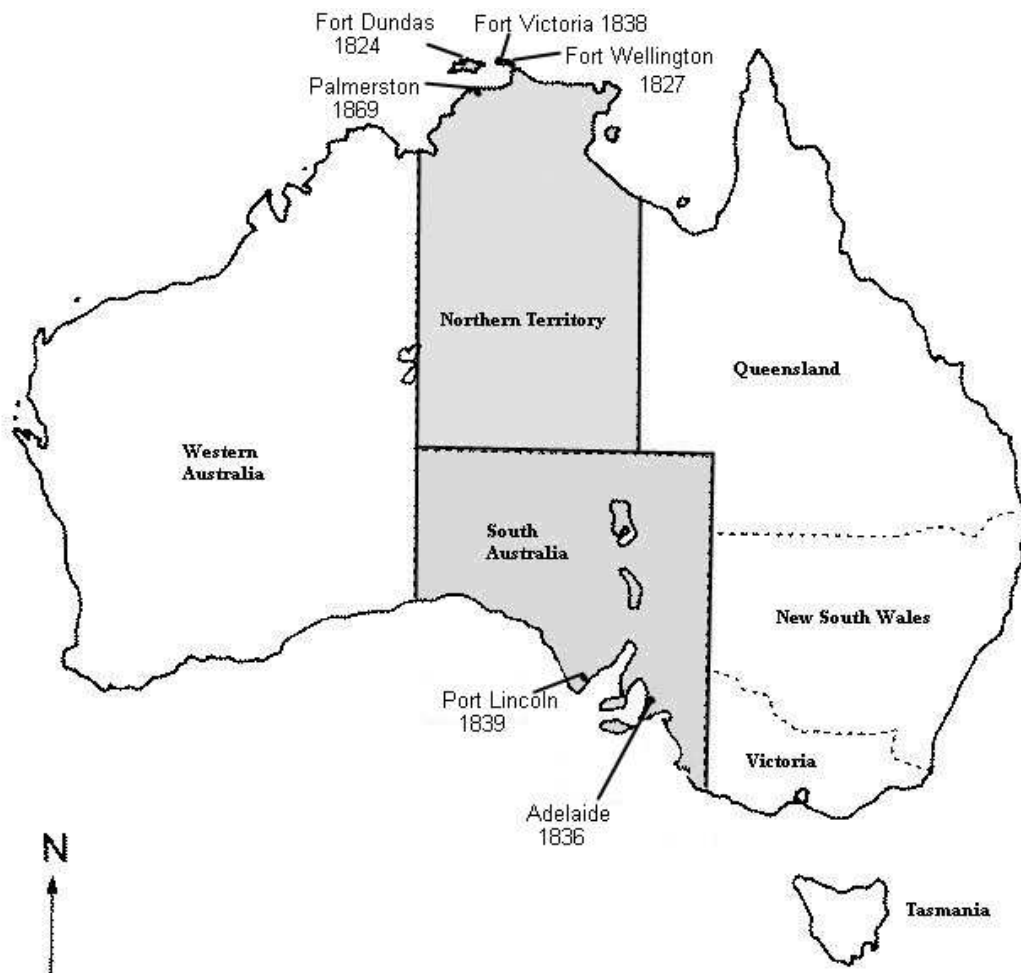 Fort Dundas
1824
Fort Victoria 1838
Fort Wellington
1827
Palmerston
1869
Northern Territory
Queensland
Western
Australia
South
Australia
New South Wales
Port Lincoln
1839
Victoria
Adelaide
1836
N
Tasmania